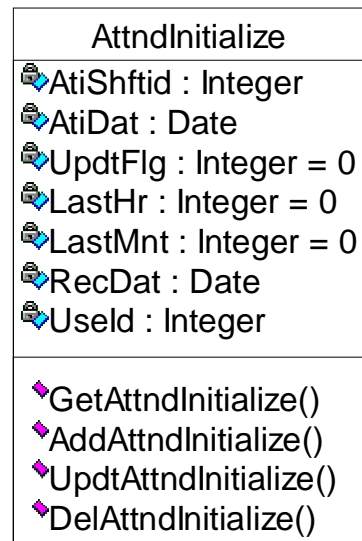 AttndInitialize
AtiShftid : Integer
AtiDat : Date
UpdtFlg : Integer = 0
LastHr : Integer = 0
LastMnt : Integer = 0
RecDat : Date
UseId : Integer
GetAttndInitialize()
AddAttndInitialize()
UpdtAttndInitialize()
DelAttndInitialize()